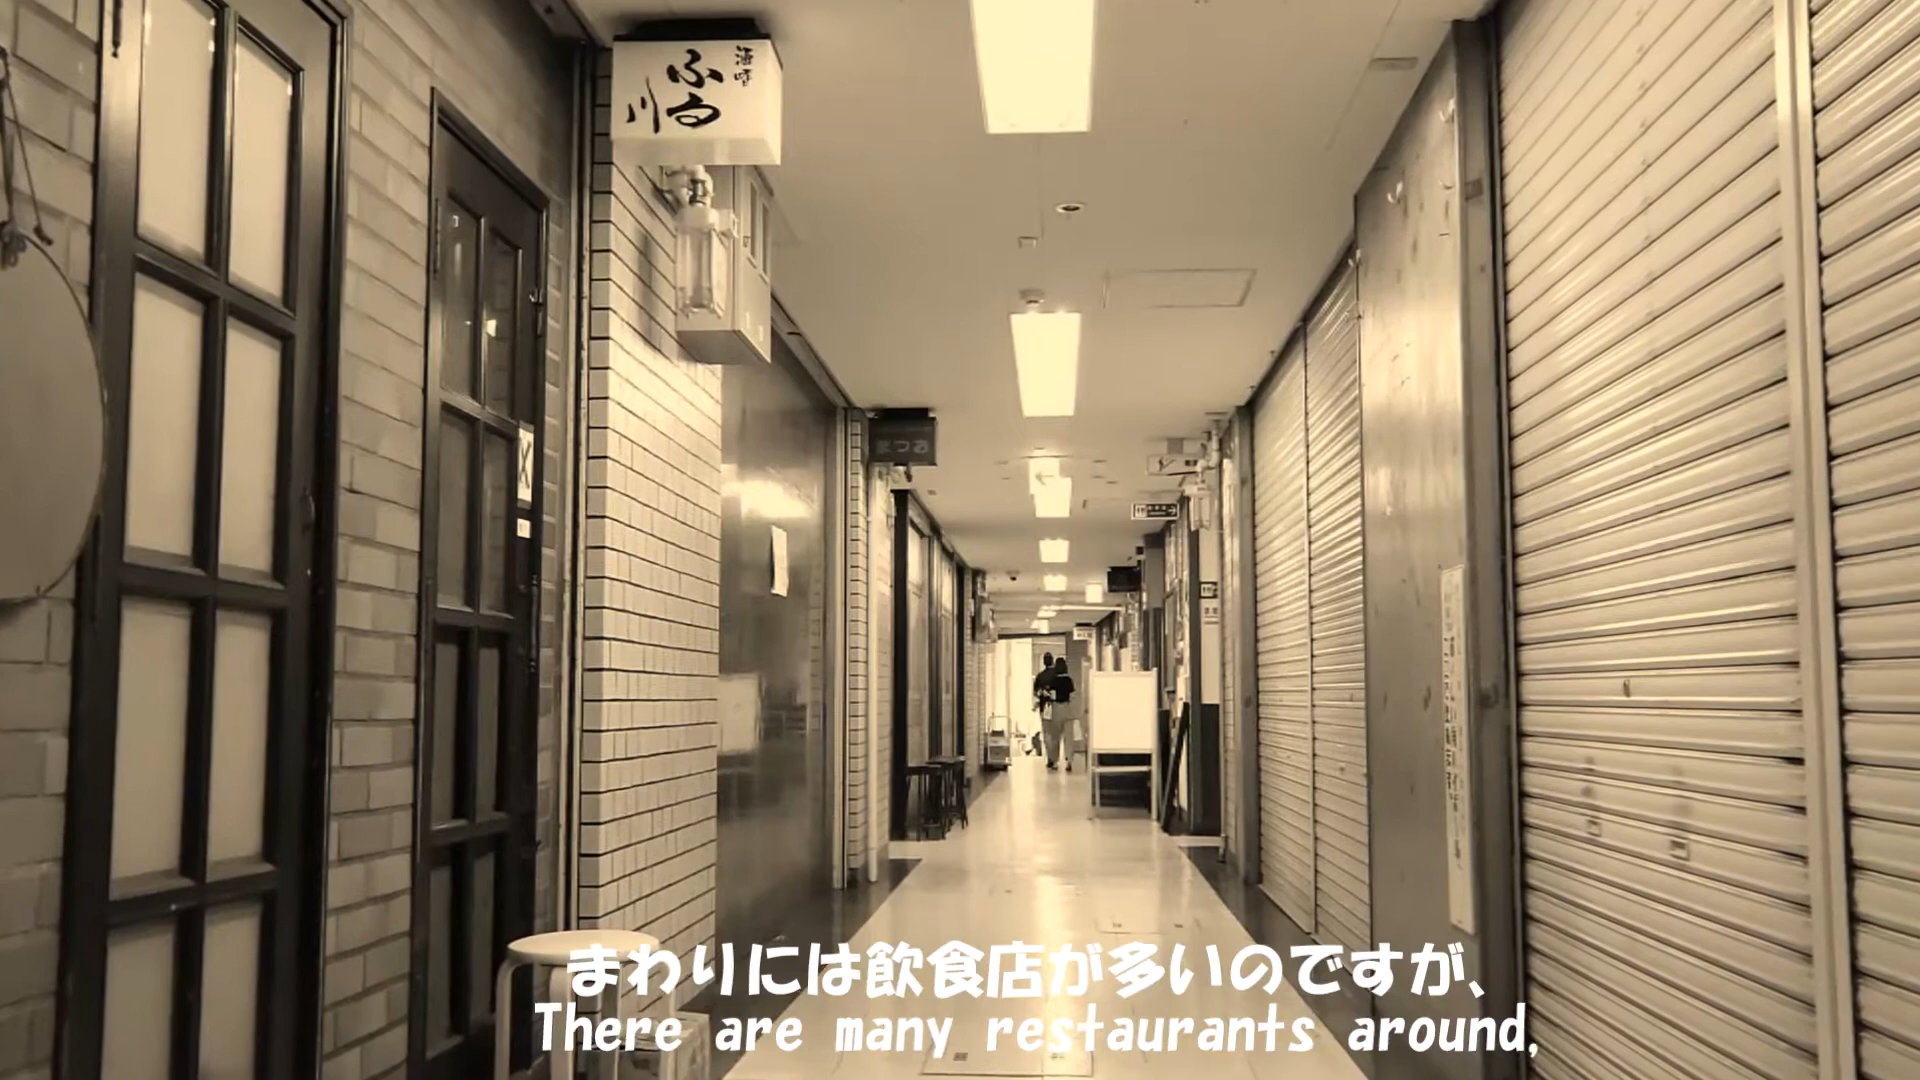 酒呼
ふる川
まつお
まわりには飲食店が多いのですが、
There are many restaurants around,